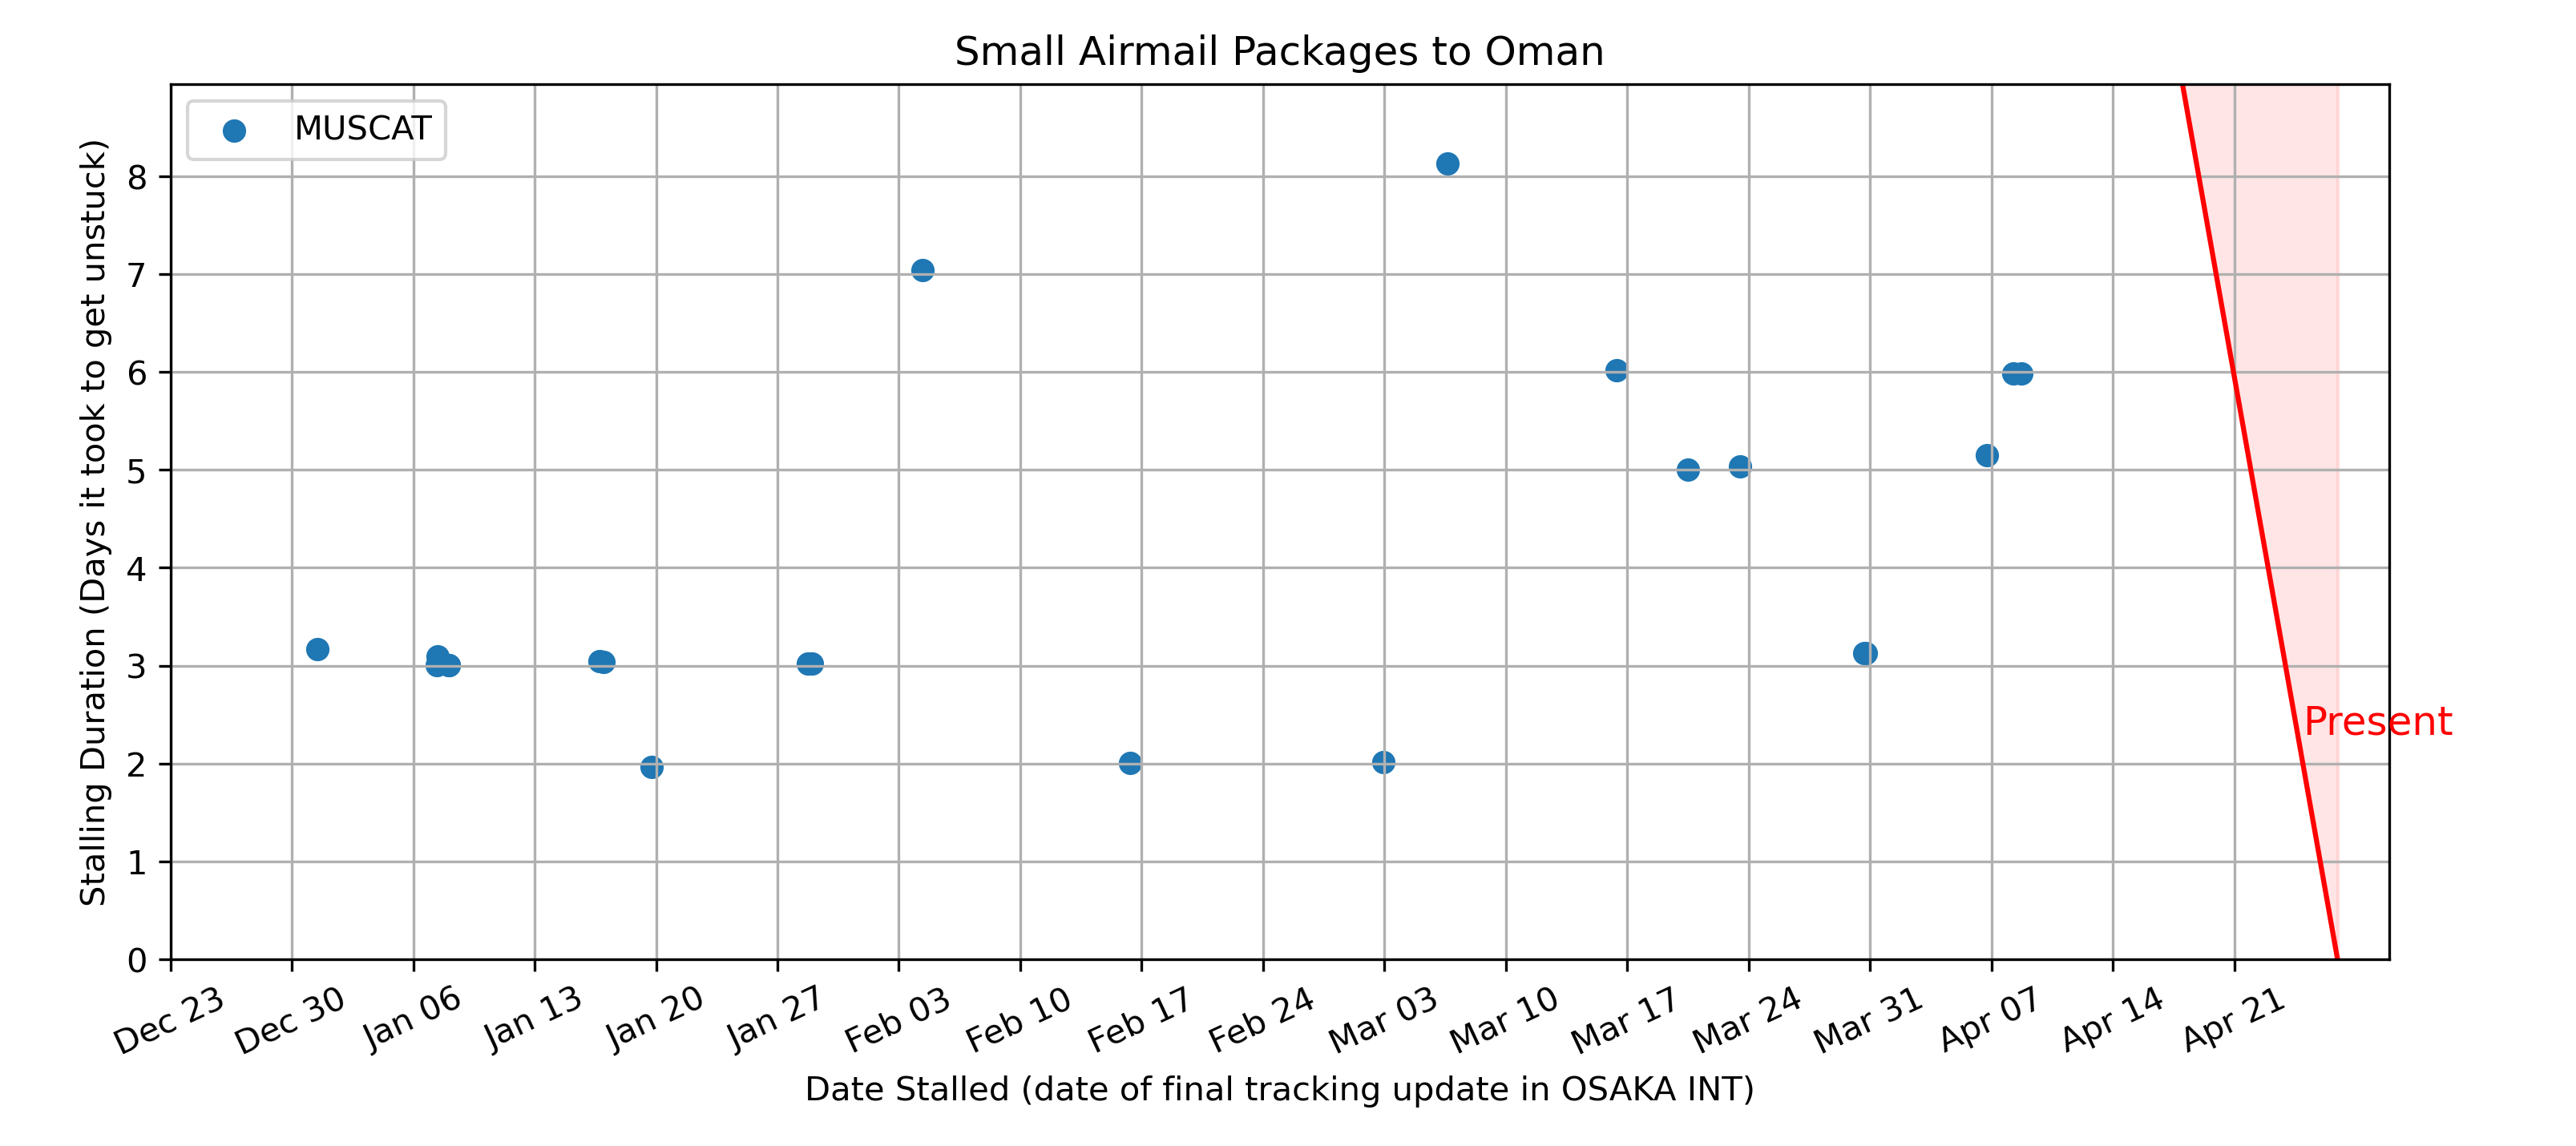 Small Airmail Packages to Oman
MUSCAT
Stalling Duration (Days it took to get unstuck)
8
7
6
5
4
3
2
1
0
Present
Dec 23
Dec 30
Jan 06
Jan 13
Jan 20
Jan 27
Feb 03
Feb 10
Feb 17
Feb 24
Mar 03
Mar 10
Mar 17
Mar 24
Mar 31
Apr 07
Apr 14
Apr 21
Date Stalled (date of final tracking update in OSAKA INT)